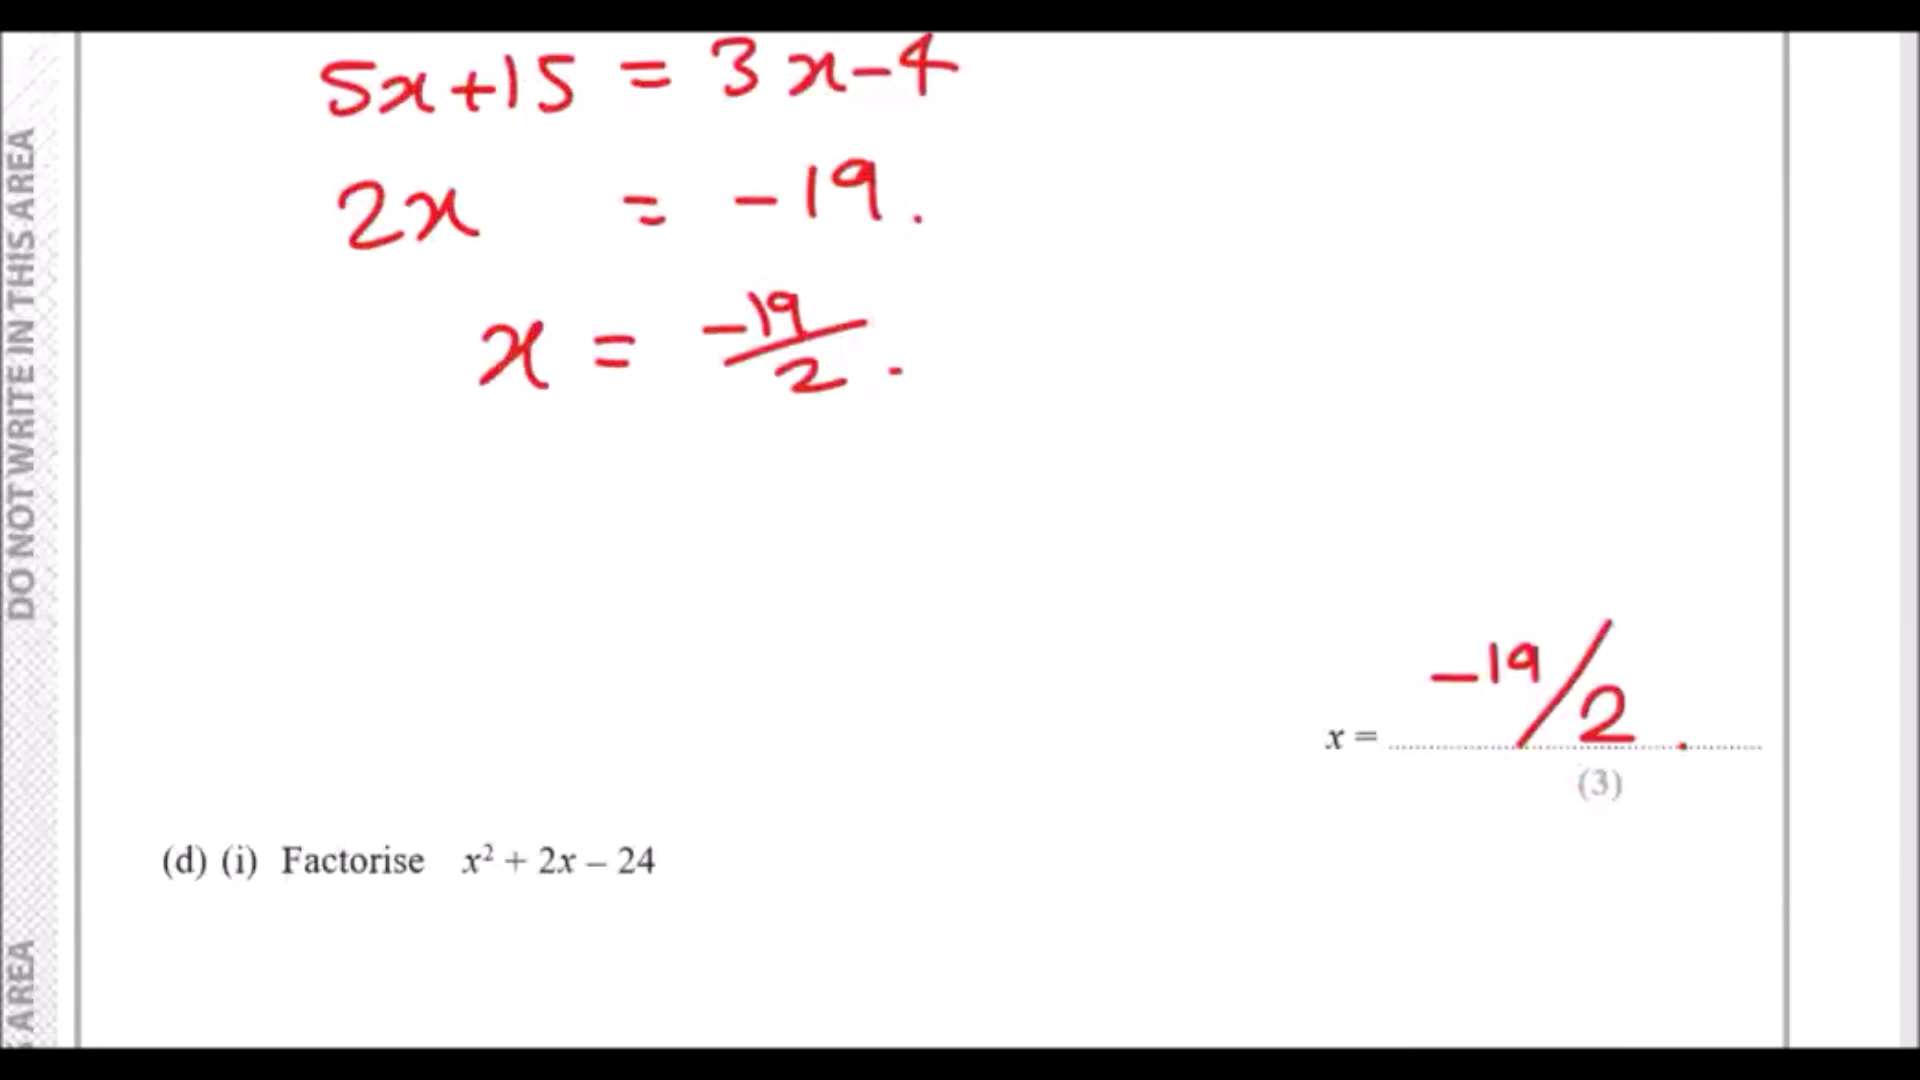 5x+15 = 3x-4
2x = -19.
x = -19/2.
x = -19/2.
(3)
(d) (i) Factorise x² + 2x – 24
DO NOT WRITE IN THIS AREA
AREA